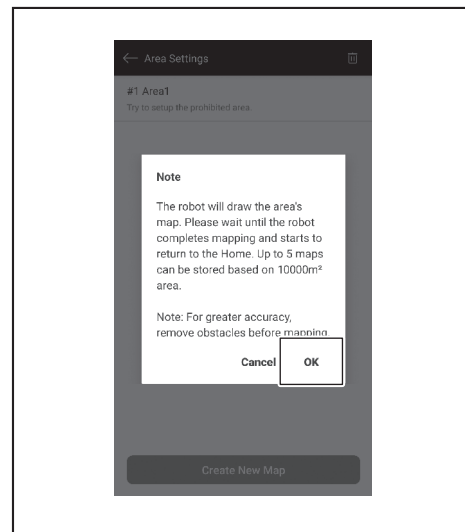 Area Settings
#1 Area1
Try to setup the prohibited area.
Note
The robot will draw the area's
map. Please wait until the robot
completes mapping and starts to
return to the Home. Up to 5 maps
can be stored based on 10000m²
area.
Note: For greater accuracy,
remove obstacles before mapping.
Cancel OK
Create New Map